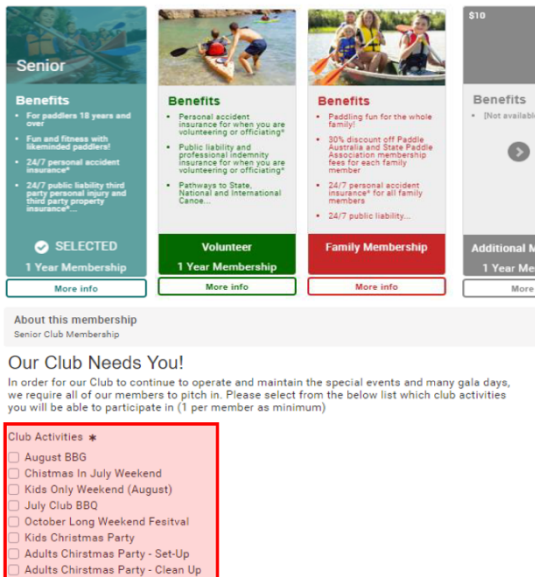 Senior
Benefits
• For paddlers 18 years and
over
• Fun and fitness with
likeminded paddlers!
• 24/7 personal accident
insurance*
• 24/7 public liability third
party personal injury and
third party property
insurance*...
SELECTED
1 Year Membership
More info
Benefits
• Personal accident
insurance for when you are
volunteering or officiating*
• Public liability and
professional indemnity
insurance for when you are
volunteering or officiating*
• Pathways to State,
National and International
Canoe...
Volunteer
1 Year Membership
More info
Benefits
• Paddling fun for the whole
family!
• 30% discount off Paddle
Australia and State Paddle
Association membership
fees for each family
member
• 24/7 personal accident
insurance* for all family
members
• 24/7 public liability...
Family Membership
More info
$10
Benefits
• [Not availabl
Additional M
1 Year Me
More
About this membership
Senior Club Membership
Our Club Needs You!
In order for our Club to continue to operate and maintain the special events and many gala days,
we require all of our members to pitch in. Please select from the below list which club activities
you will be able to participate in (1 per member as minimum)
Club Activities *
August BBG
Chistmas In July Weekend
Kids Only Weekend (August)
July Club BBQ
October Long Weekend Fesitval
Kids Christmas Party
Adults Chirstmas Party - Set-Up
Adults Chirstmas Party - Clean Up